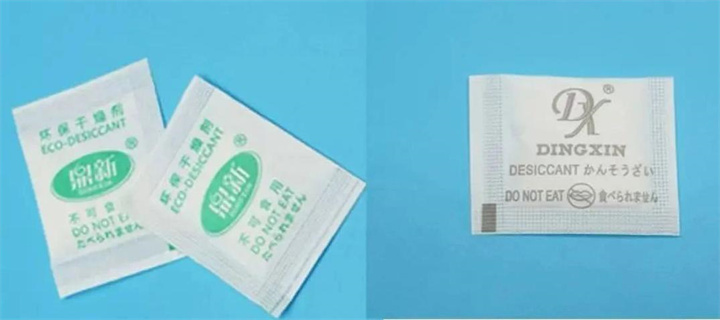 环保干燥剂
ECO-DESICCANT
鼎新
®
不可食用
DO NOT EAT
たべられません
环保干燥剂
ECO-DESICCANT
鼎新
®
不可食用
DO NOT EAT
たべられません
DX®
DINGXIN
DESICCANT かんそうざい
DO NOT EAT 食べられません